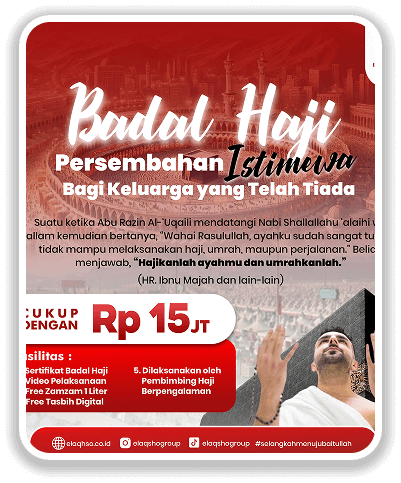 Badal Haji
Persembahan Istimewa
Bagi Keluarga yang Telah Tiada
Suatu ketika Abu Razin Al-'Uqaili mendatangi Nabi Shallallahu 'alaihi w
allam kemudian bertanya, "Wahai Rasulullah, ayahku sudah sangat tu
tidak mampu melaksanakan haji, umrah, maupun perjalanan." Belia
menjawab, "Hajikanlah ayahmu dan umrahkanlah."
(HR. Ibnu Majah dan lain-lain)
CUKUP
DENGAN
Rp 15JT
asilitas :
Sertifikat Badal Haji
Video Pelaksanaan
Free Zamzam 1 Liter
Free Tasbih Digital
5. Dilaksanakan oleh
Pembimbing Haji
Berpengalaman
elaqhsa.co.id
elaqshagroup
elaqshagroup
#selangkahmenujubaitullah